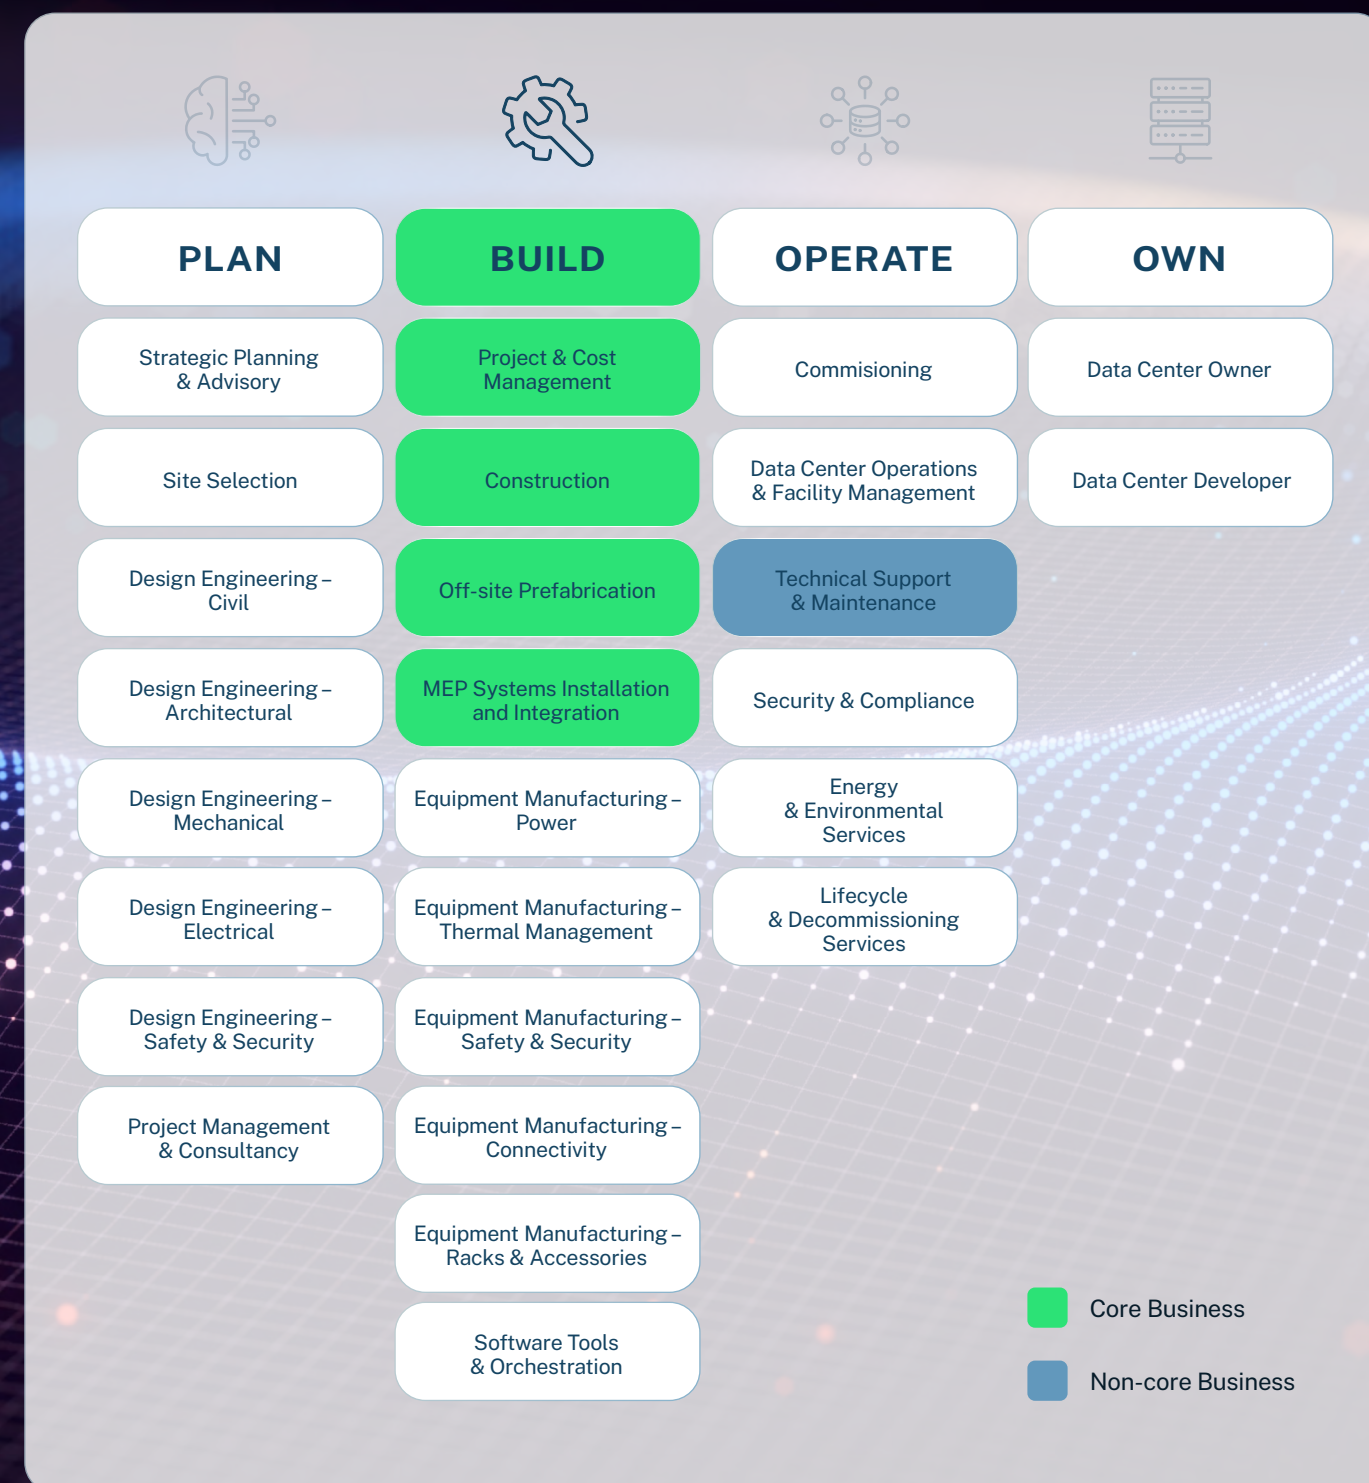 PLAN
BUILD
OPERATE
OWN
Strategic Planning
& Advisory
Project & Cost
Management
Commisioning
Data Center Owner
Site Selection
Construction
Data Center Operations
& Facility Management
Data Center Developer
Design Engineering –
Civil
Off-site Prefabrication
Technical Support
& Maintenance
Design Engineering –
Architectural
MEP Systems Installation
and Integration
Security & Compliance
Design Engineering –
Mechanical
Equipment Manufacturing –
Power
Energy
& Environmental
Services
Design Engineering –
Electrical
Equipment Manufacturing –
Thermal Management
Lifecycle
& Decommissioning
Services
Design Engineering –
Safety & Security
Equipment Manufacturing –
Safety & Security
Project Management
& Consultancy
Equipment Manufacturing –
Connectivity
Equipment Manufacturing –
Racks & Accessories
Software Tools
& Orchestration
Core Business
Non-core Business